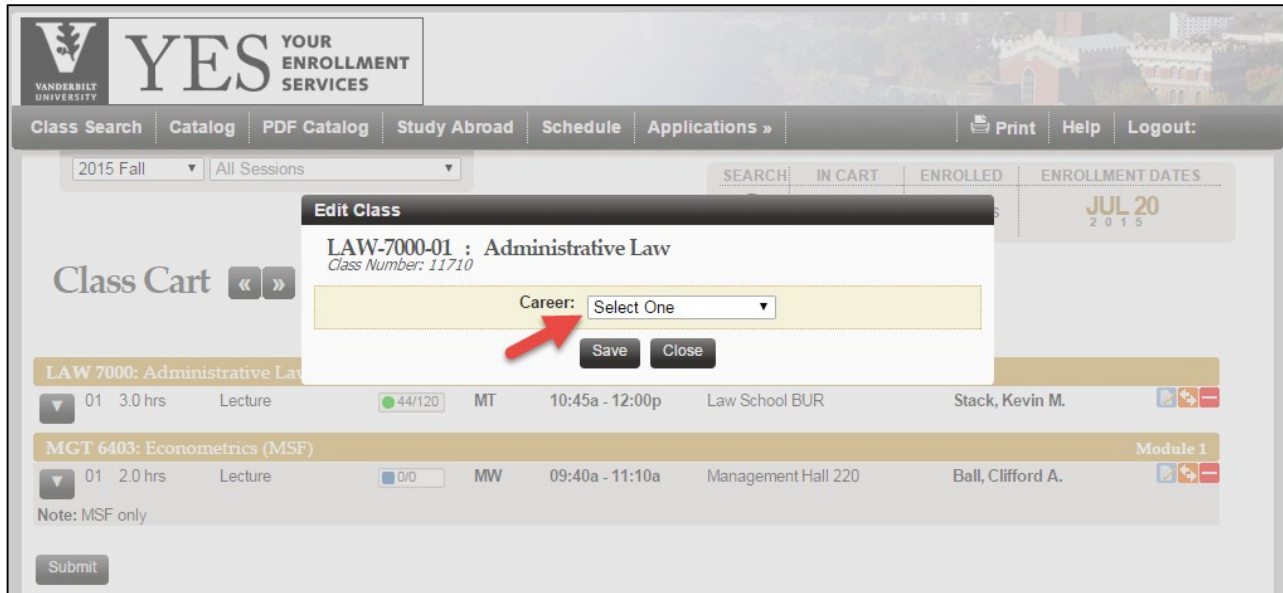 VANDERBILT
UNIVERSITY
YES YOUR
ENROLLMENT
SERVICES
Class Search Catalog PDF Catalog Study Abroad Schedule Applications » Print Help Logout:
2015 Fall All Sessions
SEARCH IN CART ENROLLED ENROLLMENT DATES
JUL 20
2015
Edit Class
LAW-7000-01 : Administrative Law
Class Number: 11710
Career: Select One
Save Close
Class Cart « »
LAW 7000: Administrative
01 3.0 hrs Lecture 44/120 MT 10:45a - 12:00p Law School BUR Stack, Kevin M.
MGT 6403: Econometrics (MSF) Module 1
01 2.0 hrs Lecture 0/0 MW 09:40a - 11:10a Management Hall 220 Ball, Clifford A.
Note: MSF only
Submit